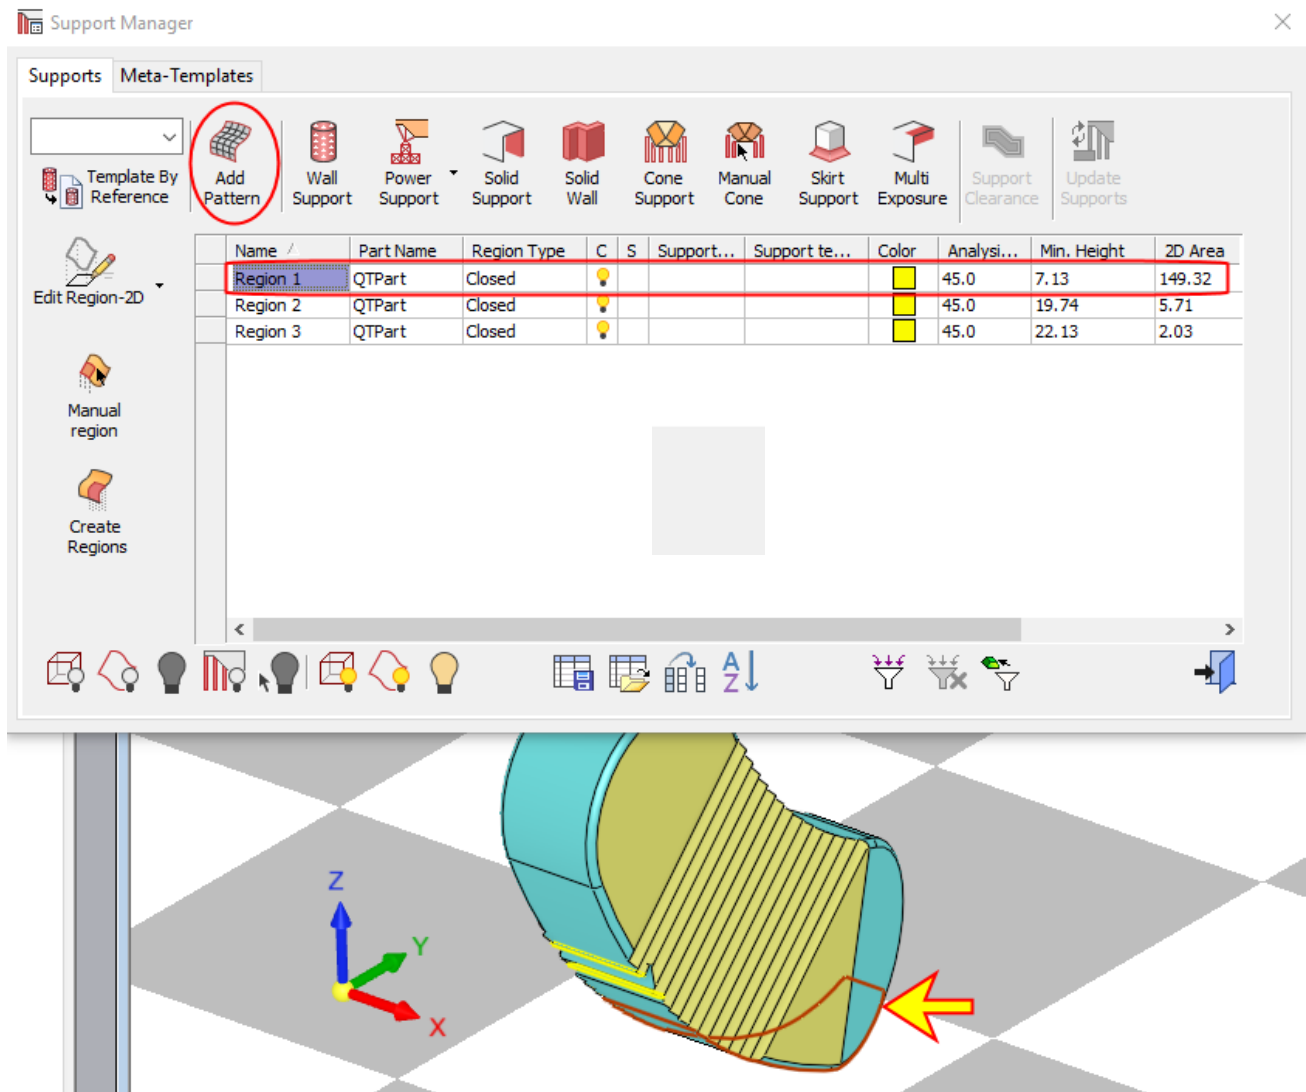 Support Manager
Supports Meta-Templates
Template By
Reference
Add
Pattern
Wall
Support
Power
Support
Solid
Support
Solid
Wall
Cone
Support
Manual
Cone
Skirt
Support
Multi
Exposure
Support
Clearance
Update
Supports
Edit Region-2D
Manual
region
Create
Regions
Name Part Name Region Type C S Support... Support te... Color Analysi... Min. Height 2D Area
Region 1 QTPart Closed 45.0 7.13 149.32
Region 2 QTPart Closed 45.0 19.74 5.71
Region 3 QTPart Closed 45.0 22.13 2.03
A
Z
Z
Y
X